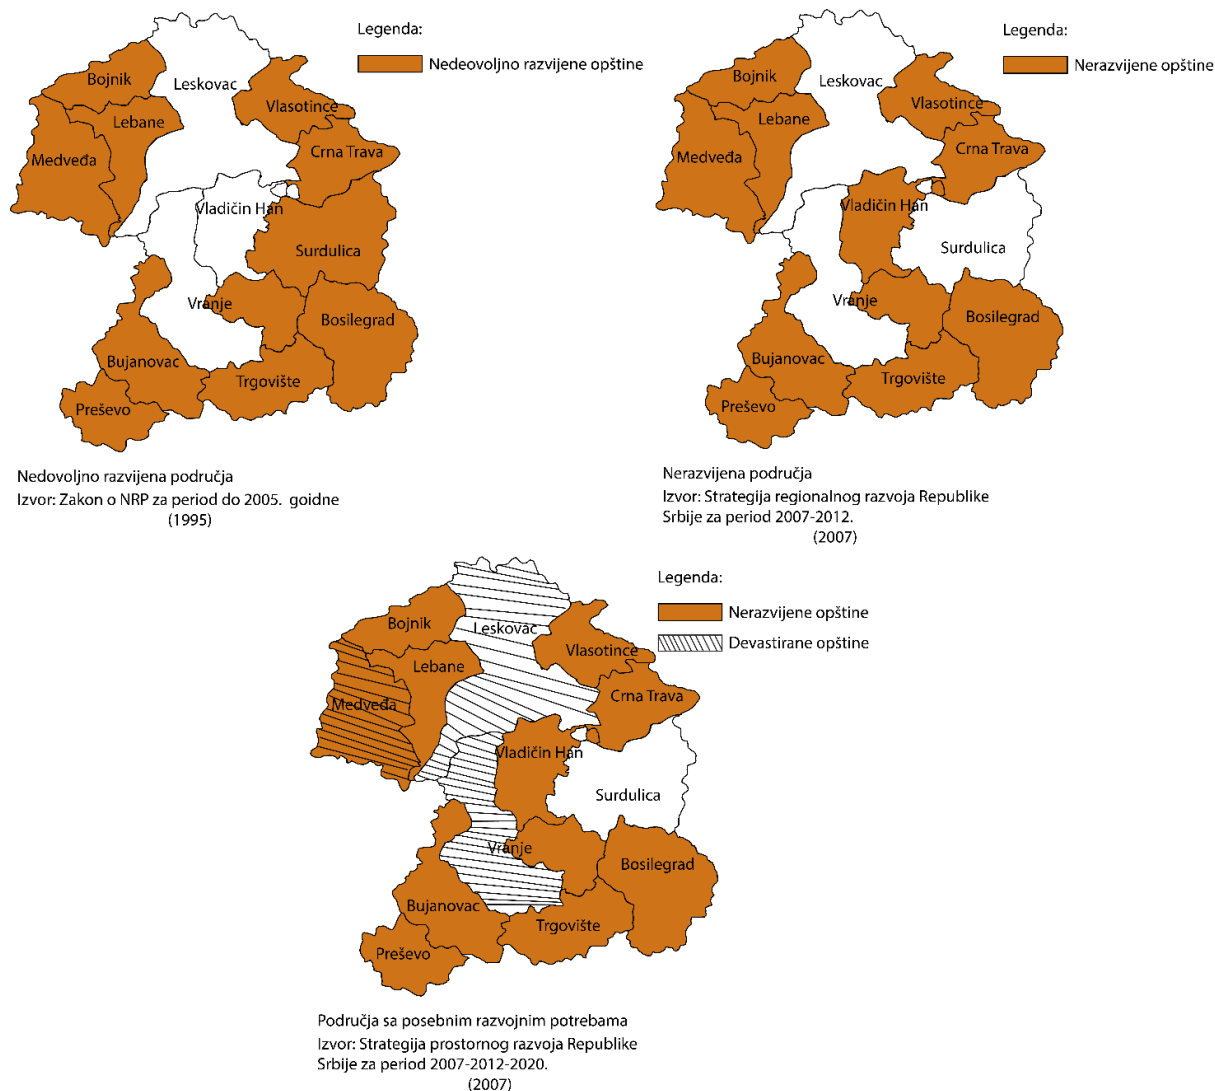 Legenda:
Nedeovoljno razvijene opštine
Bojnik
Leskovac
Vlasotince
Lebane
Crna Trava
Medveđa
Vladičin Han
Surdulica
Vranje
Bosilegrad
Bujanovac
Trgovište
Preševo
Nedovoljno razvijena područja
Izvor: Zakon o NRP za period do 2005. goidne
(1995)
Legenda:
Nerazvijene opštine
Bojnik
Leskovac
Vlasotince
Lebane
Crna Trava
Medveđa
Vladičin Han
Surdulica
Vranje
Bosilegrad
Bujanovac
Trgovište
Preševo
Nerazvijena područja
Izvor: Strategija regionalnog razvoja Republike
Srbije za period 2007-2012.
(2007)
Legenda:
Nerazvijene opštine
Devastirane opštine
Bojnik
Leskovac
Vlasotince
Lebane
Crna Trava
Medveđa
Vladičin Han
Surdulica
Vranje
Bosilegrad
Bujanovac
Trgovište
Preševo
Područja sa posebnim razvojnim potrebama
Izvor: Strategija prostornog razvoja Republike
Srbije za period 2007-2012-2020.
(2007)